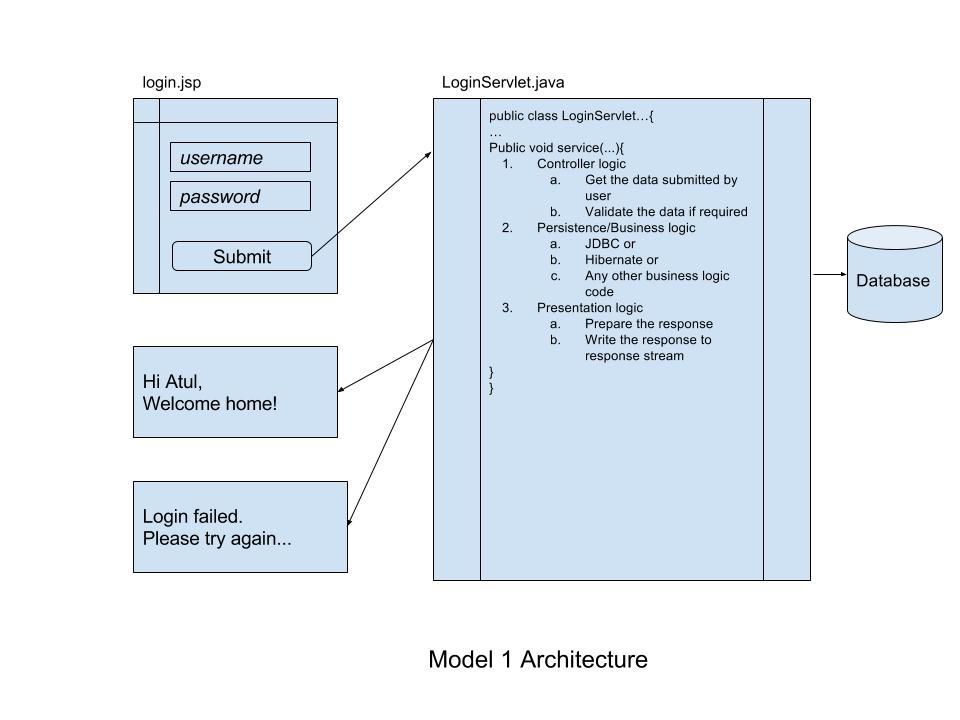 login.jsp
username
password
Submit
Hi Atul,
Welcome home!
Login failed.
Please try again...
LoginServlet.java
public class LoginServlet…{
…
Public void service(...){
1. Controller logic
a. Get the data submitted by
user
b. Validate the data if required
2. Persistence/Business logic
a. JDBC or
b. Hibernate or
c. Any other business logic
code
3. Presentation logic
a. Prepare the response
b. Write the response to
response stream
}
}
Database
Model 1 Architecture